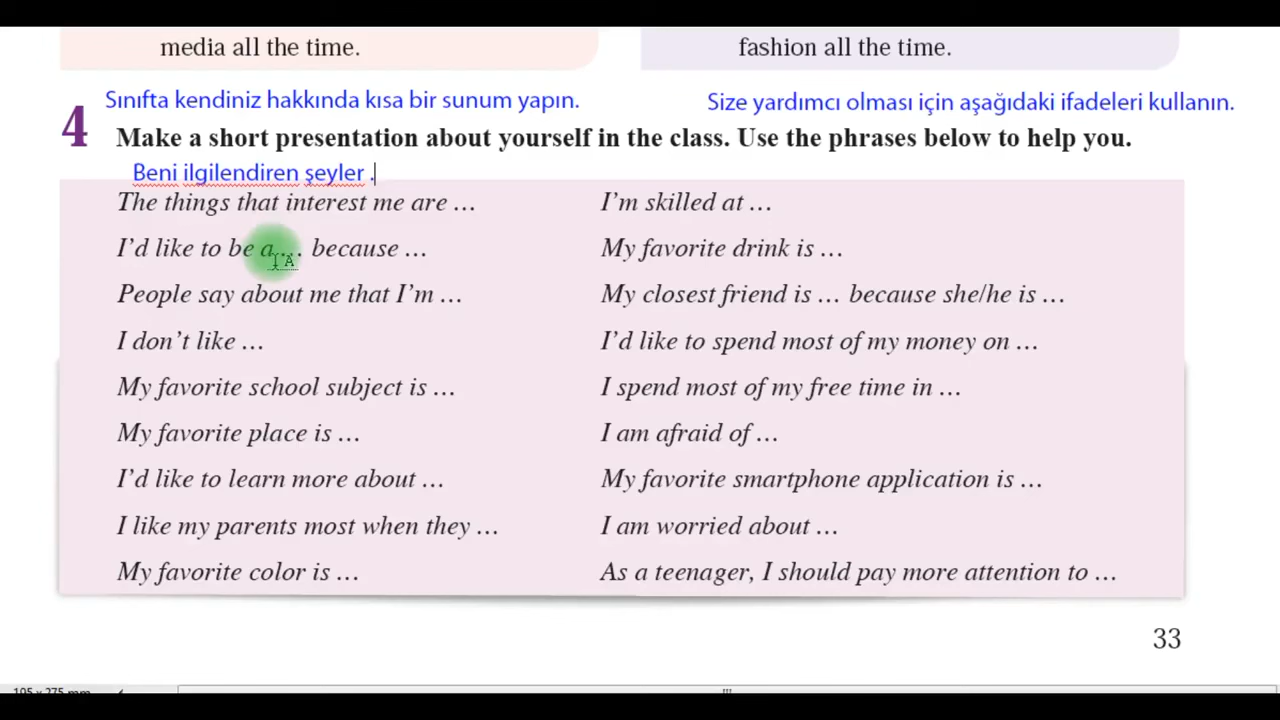 media all the time.
fashion all the time.
Sınıfta kendiniz hakkında kısa bir sunum yapın.
Size yardımcı olması için aşağıdaki ifadeleri kullanın.
4
Make a short presentation about yourself in the class. Use the phrases below to help you.
Beni ilgilendiren şeyler .
The things that interest me are …
I'm skilled at …
I'd like to be a … because …
My favorite drink is …
People say about me that I'm …
My closest friend is … because she/he is …
I don't like …
I'd like to spend most of my money on …
My favorite school subject is …
I spend most of my free time in …
My favorite place is …
I am afraid of …
I'd like to learn more about …
My favorite smartphone application is …
I like my parents most when they …
I am worried about …
My favorite color is …
As a teenager, I should pay more attention to …
33
195 x 275 mm